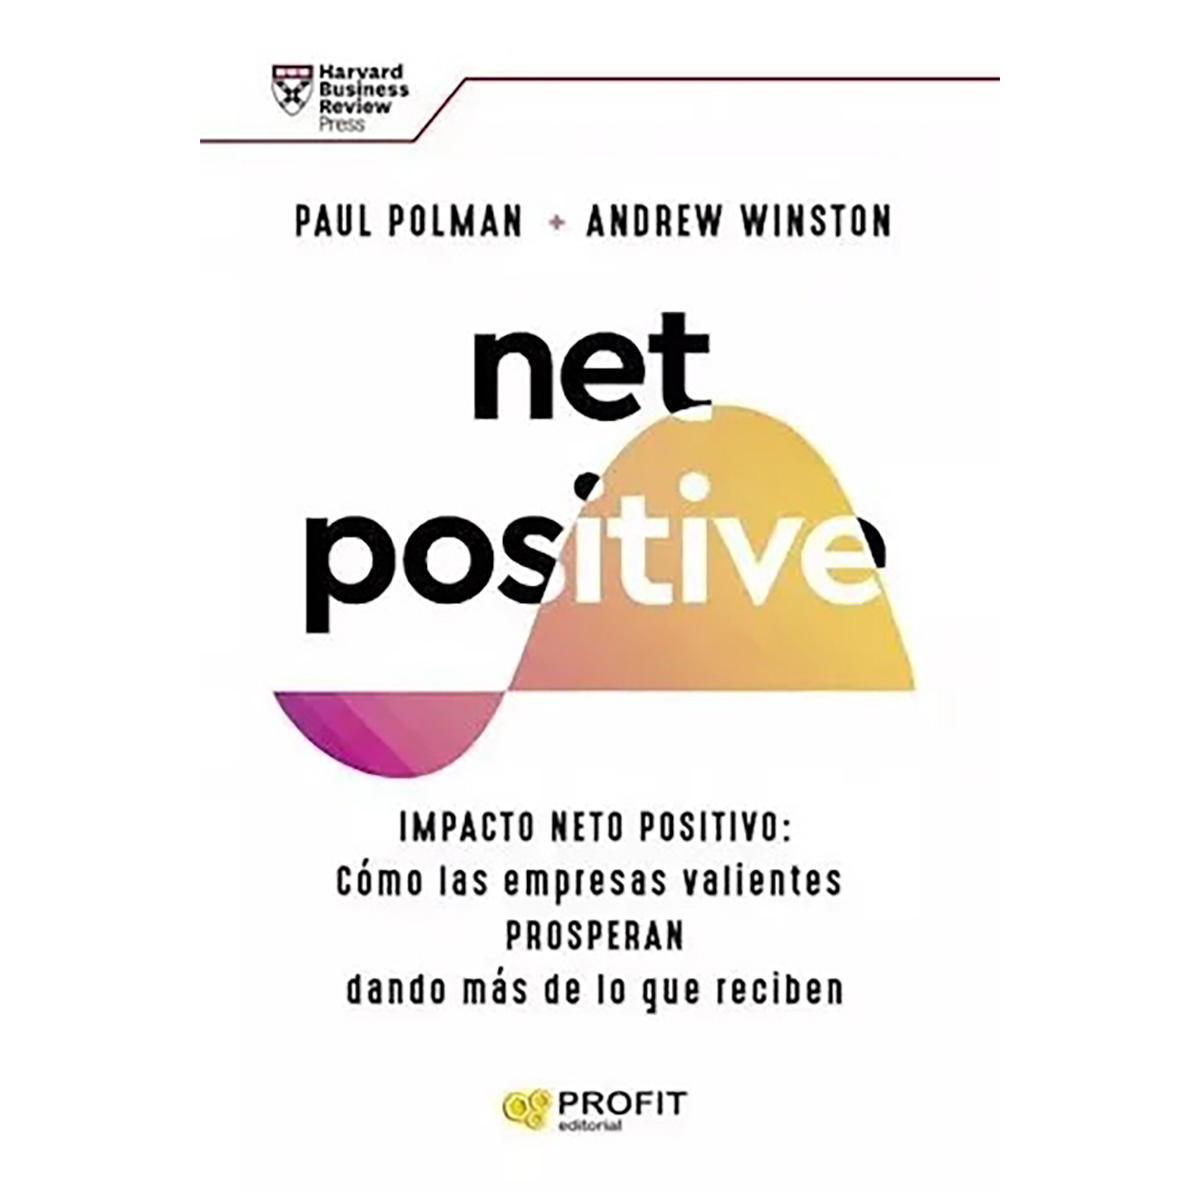 Harvard
Business
Review
Press
PAUL POLMAN + ANDREW WINSTON
net
positive
IMPACTO NETO POSITIVO:
Cómo las empresas valientes
PROSPERAN
dando más de lo que reciben
PROFIT
editorial